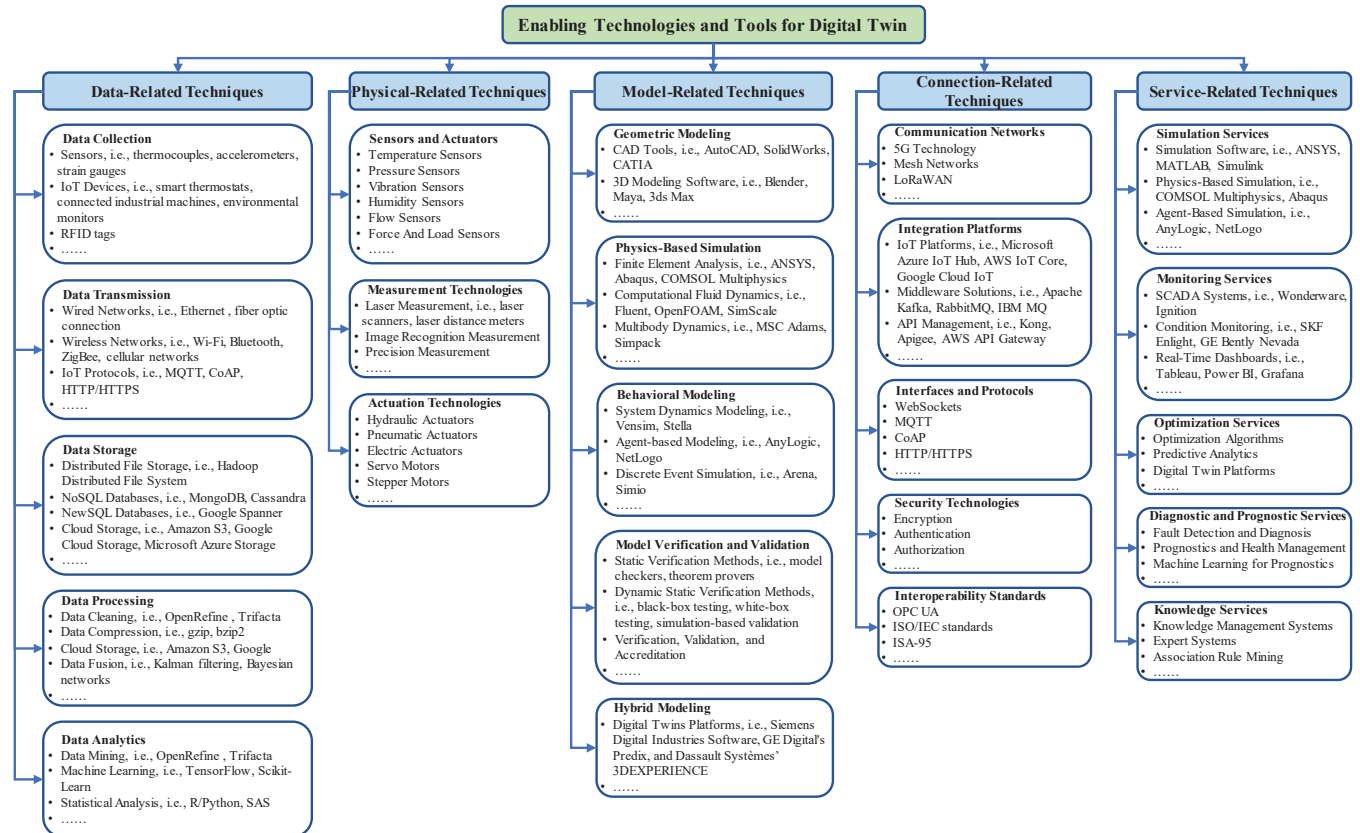 Enabling Technologies and Tools for Digital Twin
Data-Related Techniques
Data Collection
• Sensors, i.e., thermocouples, accelerometers,
strain gauges
• IoT Devices, i.e., smart thermostats,
connected industrial machines, environmental
monitors
• RFID tags
• ……
Data Transmission
• Wired Networks, i.e., Ethernet , fiber optic
connection
• Wireless Networks, i.e., Wi-Fi, Bluetooth,
ZigBee, cellular networks
• IoT Protocols, i.e., MQTT, CoAP,
HTTP/HTTPS
• ……
Data Storage
• Distributed File Storage, i.e., Hadoop
Distributed File System
• NoSQL Databases, i.e., MongoDB, Cassandra
• NewSQL Databases, i.e., Google Spanner
• Cloud Storage, i.e., Amazon S3, Google
Cloud Storage, Microsoft Azure Storage
• ……
Data Processing
• Data Cleaning, i.e., OpenRefine , Trifacta
• Data Compression, i.e., gzip, bzip2
• Cloud Storage, i.e., Amazon S3, Google
• Data Fusion, i.e., Kalman filtering, Bayesian
networks
• ……
Data Analytics
• Data Mining, i.e., OpenRefine , Trifacta
• Machine Learning, i.e., TensorFlow, Scikit-
Learn
• Statistical Analysis, i.e., R/Python, SAS
• ……
Physical-Related Techniques
Sensors and Actuators
• Temperature Sensors
• Pressure Sensors
• Vibration Sensors
• Humidity Sensors
• Flow Sensors
• Force And Load Sensors
• ……
Measurement Technologies
• Laser Measurement, i.e., laser
scanners, laser distance meters
• Image Recognition Measurement
• Precision Measurement
• ……
Actuation Technologies
• Hydraulic Actuators
• Pneumatic Actuators
• Electric Actuators
• Servo Motors
• Stepper Motors
• ……
Model-Related Techniques
Geometric Modeling
• CAD Tools, i.e., AutoCAD, SolidWorks,
CATIA
• 3D Modeling Software, i.e., Blender,
Maya, 3ds Max
• ……
Physics-Based Simulation
• Finite Element Analysis, i.e., ANSYS,
Abaqus, COMSOL Multiphysics
• Computational Fluid Dynamics, i.e.,
Fluent, OpenFOAM, SimScale
• Multibody Dynamics, i.e., MSC Adams,
Simpack
• ……
Behavioral Modeling
• System Dynamics Modeling, i.e.,
Vensim, Stella
• Agent-based Modeling, i.e., AnyLogic,
NetLogo
• Discrete Event Simulation, i.e., Arena,
Simio
• ……
Model Verification and Validation
• Static Verification Methods, i.e., model
checkers, theorem provers
• Dynamic Static Verification Methods,
i.e., black-box testing, white-box
testing, simulation-based validation
• Verification, Validation, and
Accreditation
• ……
Hybrid Modeling
• Digital Twins Platforms, i.e., Siemens
Digital Industries Software, GE Digital's
Predix, and Dassault Systèmes’
3DEXPERIENCE
• ……
Connection-Related
Techniques
Communication Networks
• 5G Technology
• Mesh Networks
• LoRaWAN
• ……
Integration Platforms
• IoT Platforms, i.e., Microsoft
Azure IoT Hub, AWS IoT Core,
Google Cloud IoT
• Middleware Solutions, i.e., Apache
Kafka, RabbitMQ, IBM MQ
• API Management, i.e., Kong,
Apigee, AWS API Gateway
• ……
Interfaces and Protocols
• WebSockets
• MQTT
• CoAP
• HTTP/HTTPS
• ……
Security Technologies
• Encryption
• Authentication
• Authorization
• ……
Interoperability Standards
• OPC UA
• ISO/IEC standards
• ISA-95
• ……
Service-Related Techniques
Simulation Services
• Simulation Software, i.e., ANSYS,
MATLAB, Simulink
• Physics-Based Simulation, i.e.,
COMSOL Multiphysics, Abaqus
• Agent-Based Simulation, i.e.,
AnyLogic, NetLogo
• ……
Monitoring Services
• SCADA Systems, i.e., Wonderware,
Ignition
• Condition Monitoring, i.e., SKF
Enlight, GE Bently Nevada
• Real-Time Dashboards, i.e.,
Tableau, Power BI, Grafana
• ……
Optimization Services
• Optimization Algorithms
• Predictive Analytics
• Digital Twin Platforms
• ……
Diagnostic and Prognostic Services
• Fault Detection and Diagnosis
• Prognostics and Health Management
• Machine Learning for Prognostics
• ……
Knowledge Services
• Knowledge Management Systems
• Expert Systems
• Association Rule Mining
• ……